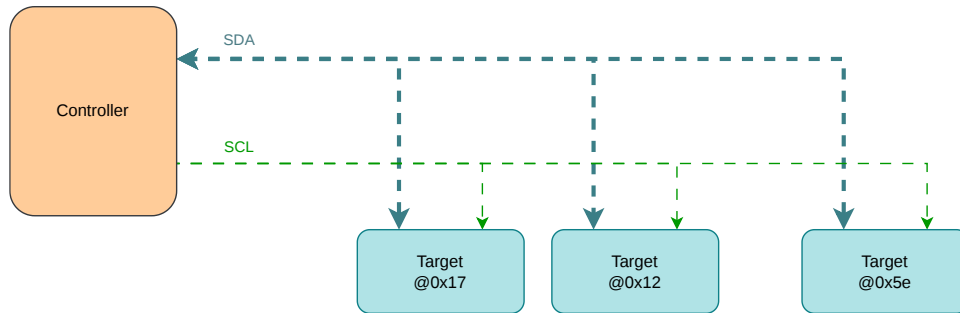 SDA
Controller
SCL
Target
@0x17
Target
@0x12
Target
@0x5e